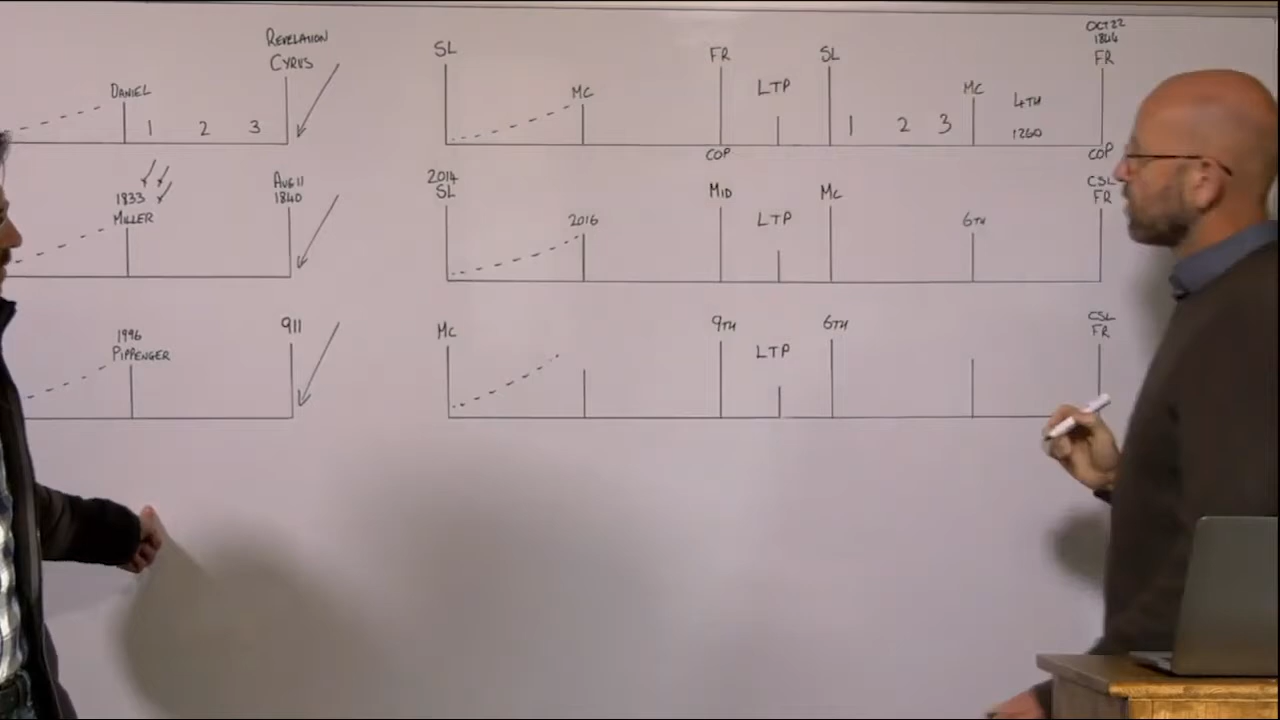 REVELATION
CYRUS
DANIEL
1 2 3
SL
MC
FR
LTP
SL
MC
OCT 22
1844
FR
1 2 3
4TH
1260
COP
COP
1833
MILLER
AUG 11
1840
2014
SL
2016
MID
LTP
MC
6TH
CSL
FR
1996
PIPPENGER
911
MC
9TH
LTP
6TH
CSL
FR